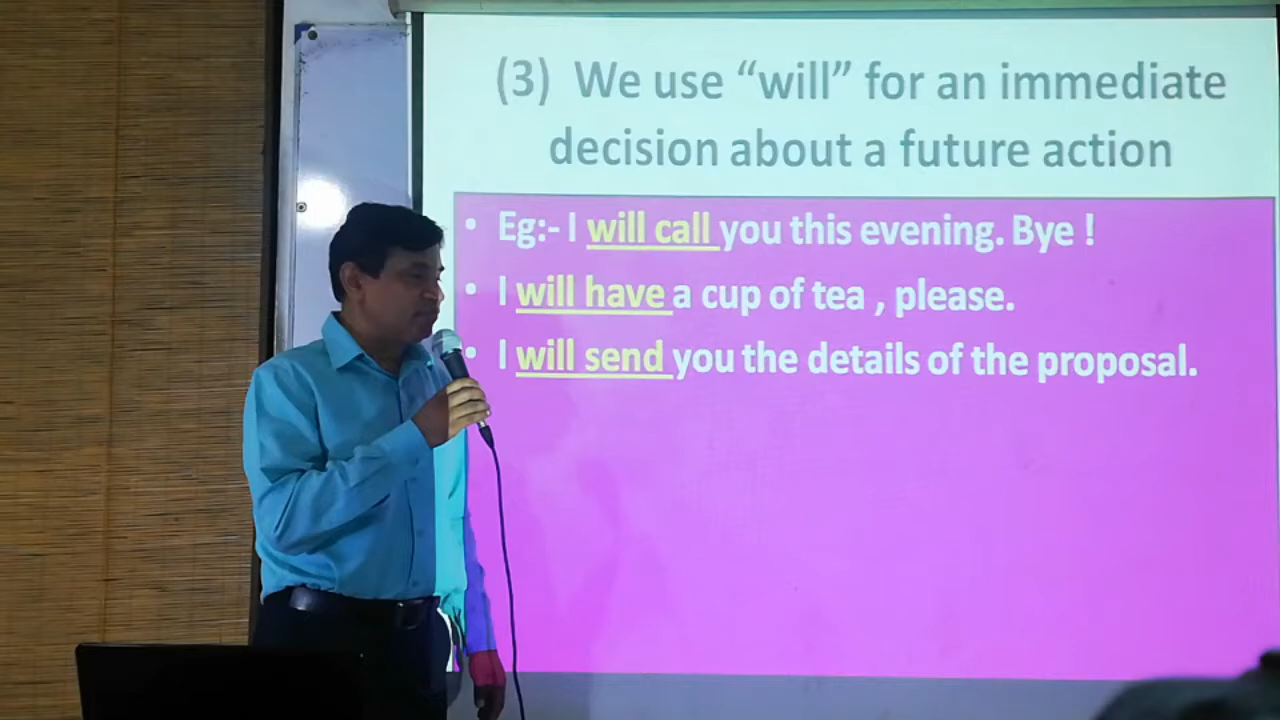 (3) We use “will” for an immediate
decision about a future action
• Eg:- I will call you this evening. Bye !
• I will have a cup of tea , please.
• I will send you the details of the proposal.